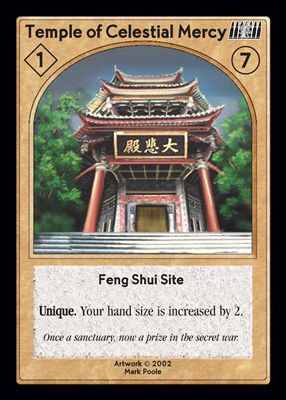 Temple of Celestial Mercy
1
7
殿悲大
Feng Shui Site
Unique. Your hand size is increased by 2.
Once a sanctuary, now a prize in the secret war.
Artwork © 2002
Mark Poole